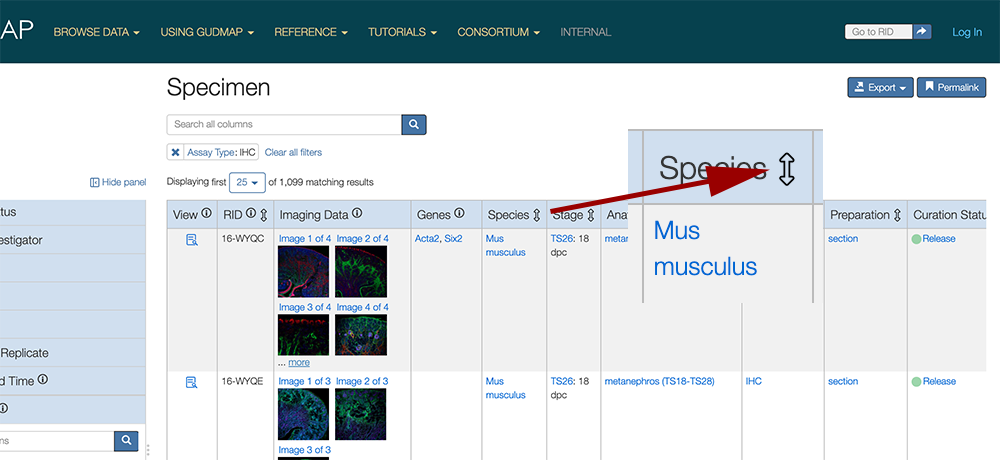 AP BROWSE DATA USING GUDMAP REFERENCE TUTORIALS CONSORTIUM INTERNAL Go to RID Log In
Specimen
Export Permalink
Search all columns
Assay Type: IHC Clear all filters
Hide panel
Displaying first 25 of 1,099 matching results
Species
Mus
musculus
View RID Imaging Data Genes Species Stage Anat Preparation Curation Statu
16-WYQC Image 1 of 4 Image 2 of 4 Acta2, Six2 Mus musculus TS26: 18 dpc metane section Release
Image 3 of 4 Image 4 of 4
... more
16-WYQE Image 1 of 3 Image 2 of 3 Mus musculus TS26: 18 dpc metanephros (TS18-TS28) IHC section Release
Image 3 of 3
tus
vestigator
Replicate
d Time
ms